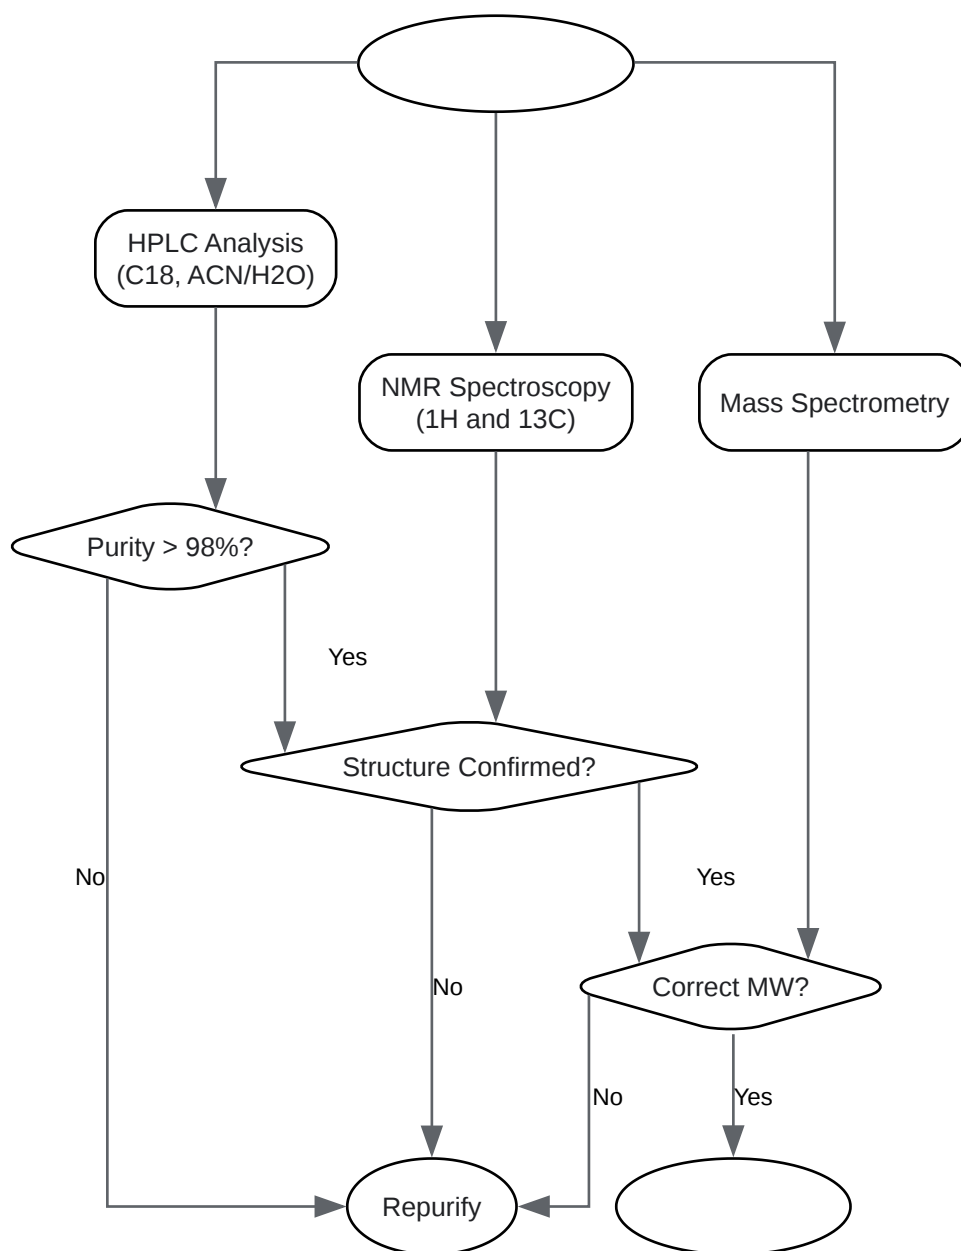 HPLC Analysis
(C18, ACN/H2O)
NMR Spectroscopy
(1H and 13C)
Mass Spectrometry
Purity > 98%?
Yes
Structure Confirmed?
No
Yes
No
Correct MW?
No
Yes
Repurify